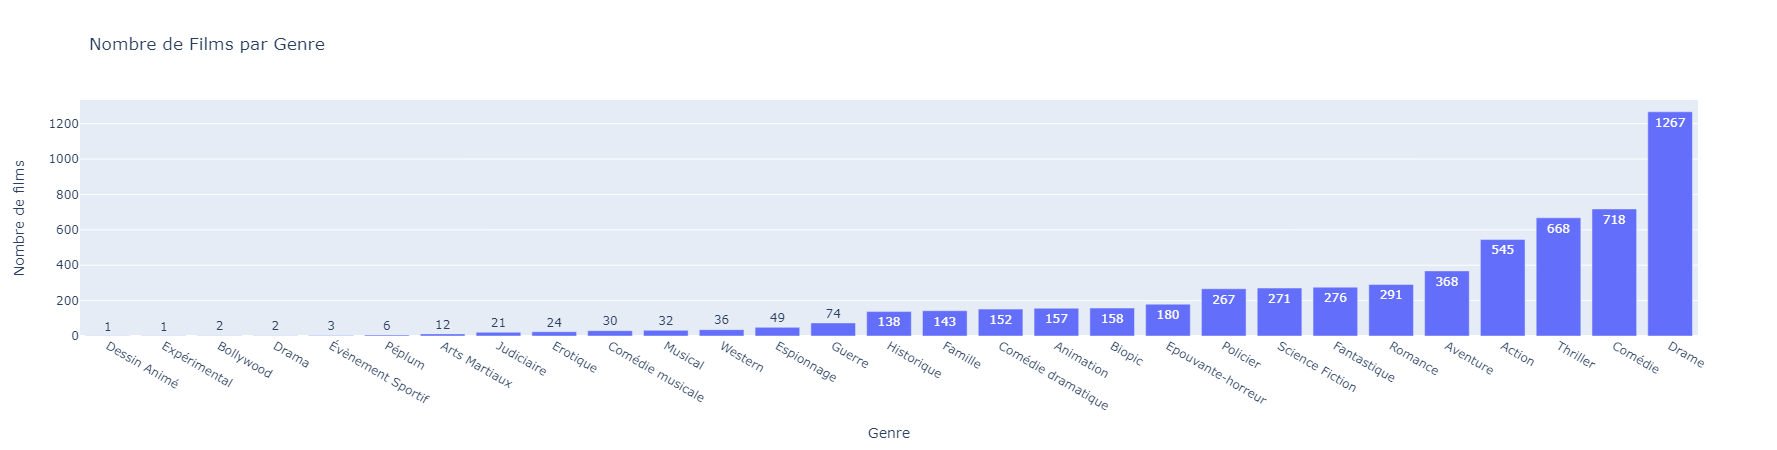 Nombre de Films par Genre
Nombre de films
1200
1000
800
600
400
200
0
1
1
2
2
3
6
12
21
24
30
32
36
49
74
138
143
152
157
158
180
267
271
276
291
368
545
668
718
1267
Dessin Animé
Expérimental
Bollywood
Drama
Évènement Sportif
Péplum
Arts Martiaux
Judiciaire
Erotique
Comédie musicale
Musical
Western
Espionnage
Guerre
Historique
Famille
Comédie dramatique
Animation
Biopic
Epouvante-horreur
Policier
Science Fiction
Fantastique
Romance
Aventure
Action
Thriller
Comédie
Drame
Genre